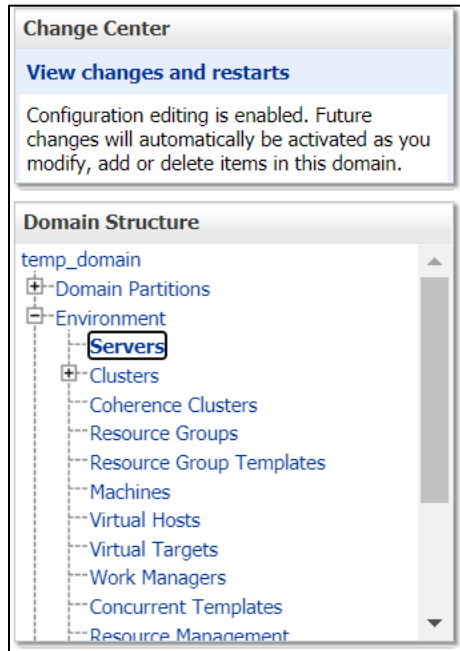 Change Center
View changes and restarts
Configuration editing is enabled. Future
changes will automatically be activated as you
modify, add or delete items in this domain.
Domain Structure
temp_domain
Domain Partitions
Environment
Servers
Clusters
Coherence Clusters
Resource Groups
Resource Group Templates
Machines
Virtual Hosts
Virtual Targets
Work Managers
Concurrent Templates
Resource Management